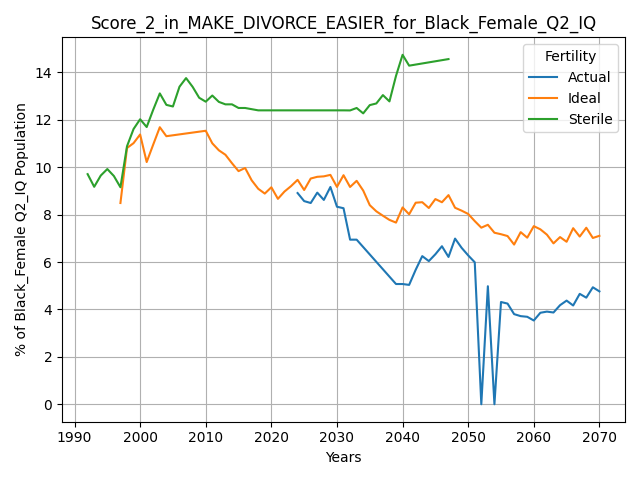 Score_2_in_MAKE_DIVORCE_EASIER_for_Black_Female_Q2_IQ
% of Black_Female Q2_IQ Population
14
12
10
8
6
4
2
0
Fertility
Actual
Ideal
Sterile
1990 2000 2010 2020 2030 2040 2050 2060 2070
Years